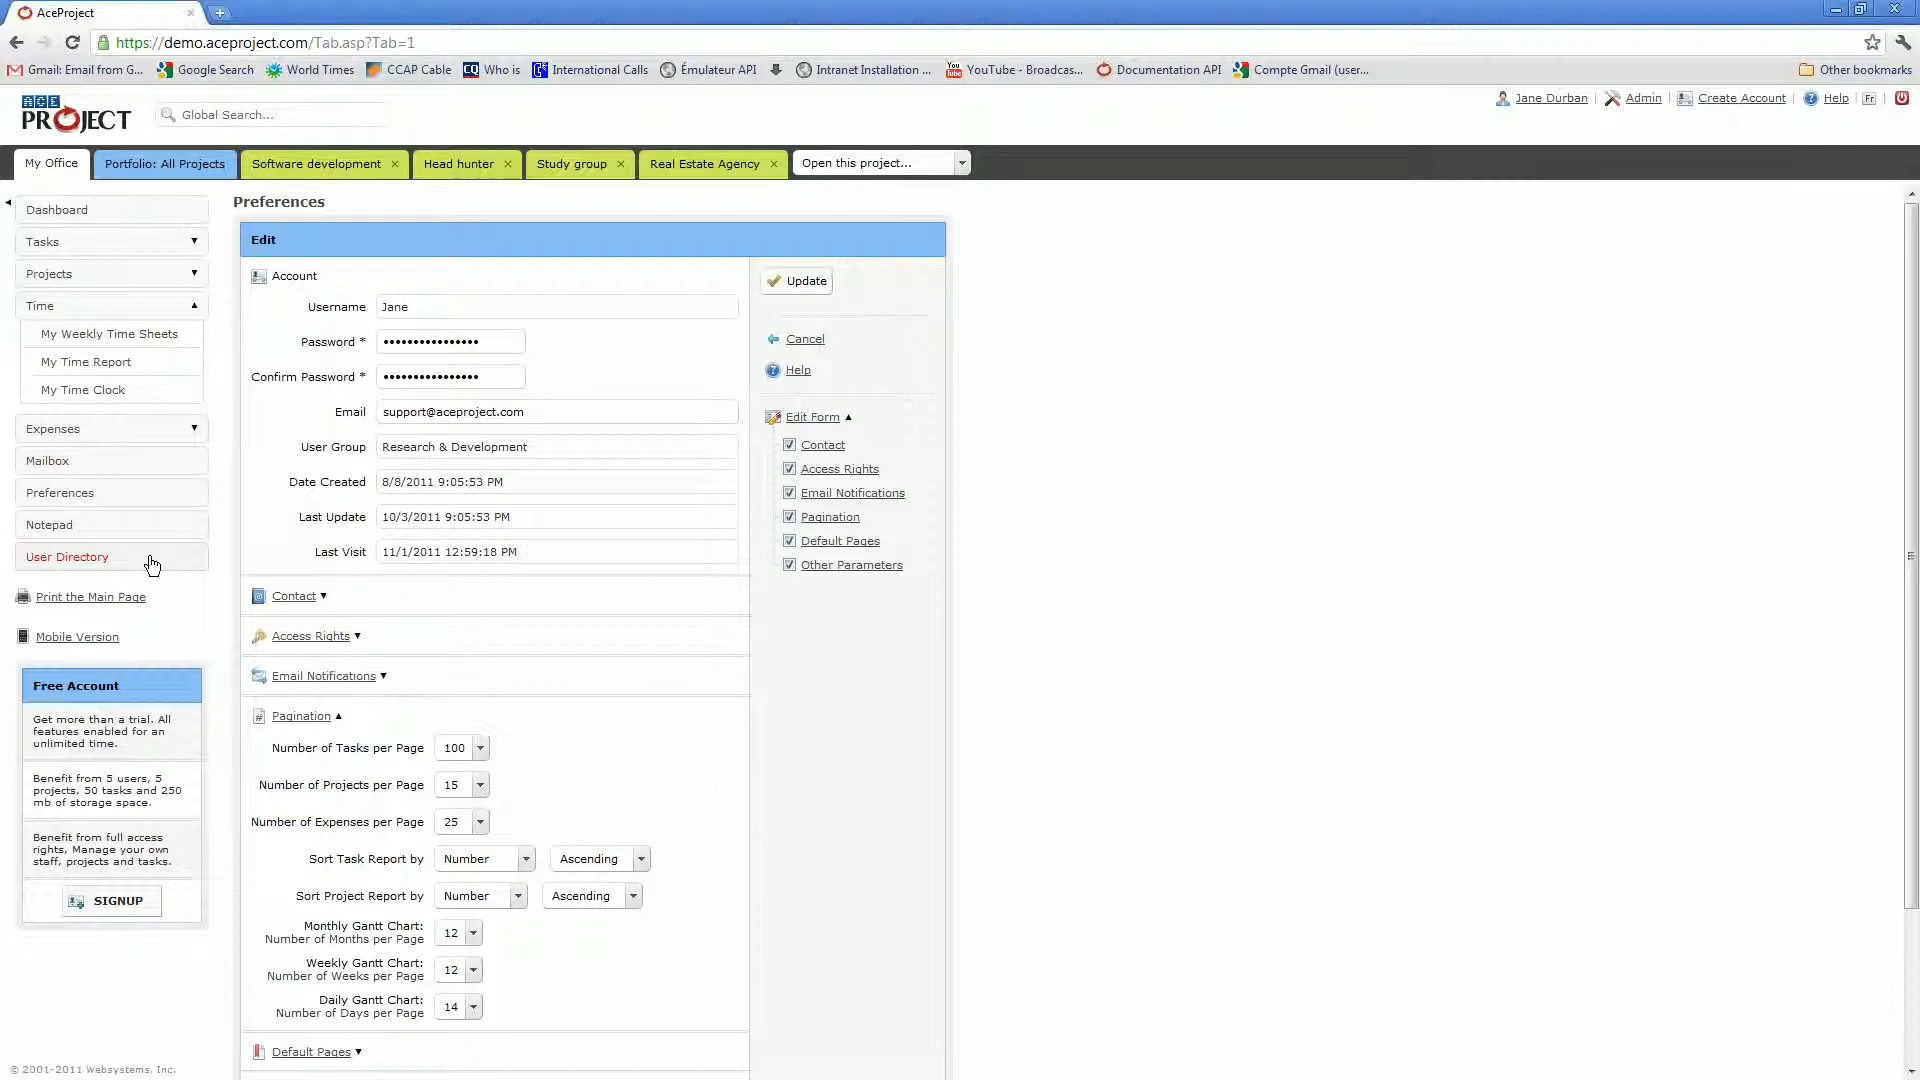 AceProject
https://demo.aceproject.com/Tab.asp?Tab=1
Gmail: Email from G...
Google Search
World Times
CCAP Cable
CQ Who is
International Calls
Émulateur API
Intranet Installation ...
YouTube - Broadcas...
Documentation API
Compte Gmail (user...
Other bookmarks
ACE
PROJECT
Global Search...
Jane Durban
Admin
Create Account
Help
Fr
My Office
Portfolio: All Projects
Software development
Head hunter
Study group
Real Estate Agency
Open this project...
Dashboard
Tasks
Projects
Time
My Weekly Time Sheets
My Time Report
My Time Clock
Expenses
Mailbox
Preferences
Notepad
User Directory
Print the Main Page
Mobile Version
Free Account
Get more than a trial. All
features enabled for an
unlimited time.
Benefit from 5 users, 5
projects, 50 tasks and 250
mb of storage space.
Benefit from full access
rights, Manage your own
staff, projects and tasks.
SIGNUP
© 2001-2011 Websystems, Inc.
Preferences
Edit
Account
Username Jane
Password * ••••••••••••••••
Confirm Password * ••••••••••••••••
Email support@aceproject.com
User Group Research & Development
Date Created 8/8/2011 9:05:53 PM
Last Update 10/3/2011 9:05:53 PM
Last Visit 11/1/2011 12:59:18 PM
Contact
Access Rights
Email Notifications
Pagination
Number of Tasks per Page 100
Number of Projects per Page 15
Number of Expenses per Page 25
Sort Task Report by Number Ascending
Sort Project Report by Number Ascending
Monthly Gantt Chart:
Number of Months per Page 12
Weekly Gantt Chart:
Number of Weeks per Page 12
Daily Gantt Chart:
Number of Days per Page 14
Default Pages
Update
Cancel
Help
Edit Form
Contact
Access Rights
Email Notifications
Pagination
Default Pages
Other Parameters